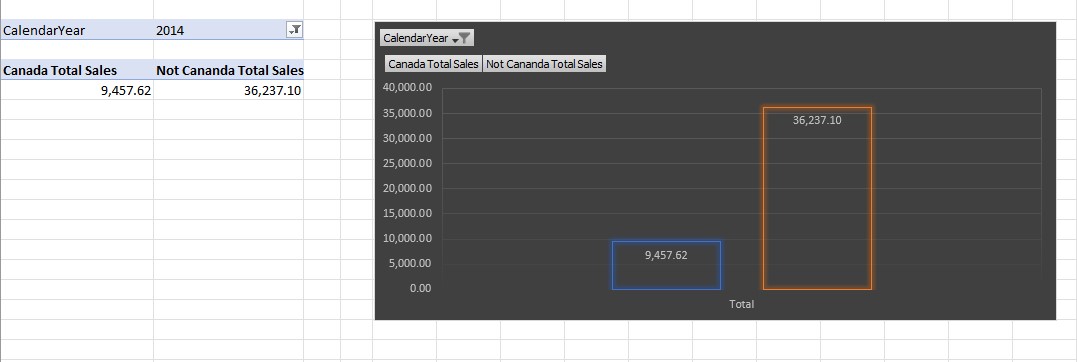 CalendarYear 2014
Canada Total Sales Not Cananda Total Sales
9,457.62 36,237.10
CalendarYear
Canada Total Sales Not Cananda Total Sales
40,000.00
35,000.00
30,000.00
25,000.00
20,000.00
15,000.00
10,000.00
5,000.00
0.00
36,237.10
9,457.62
Total